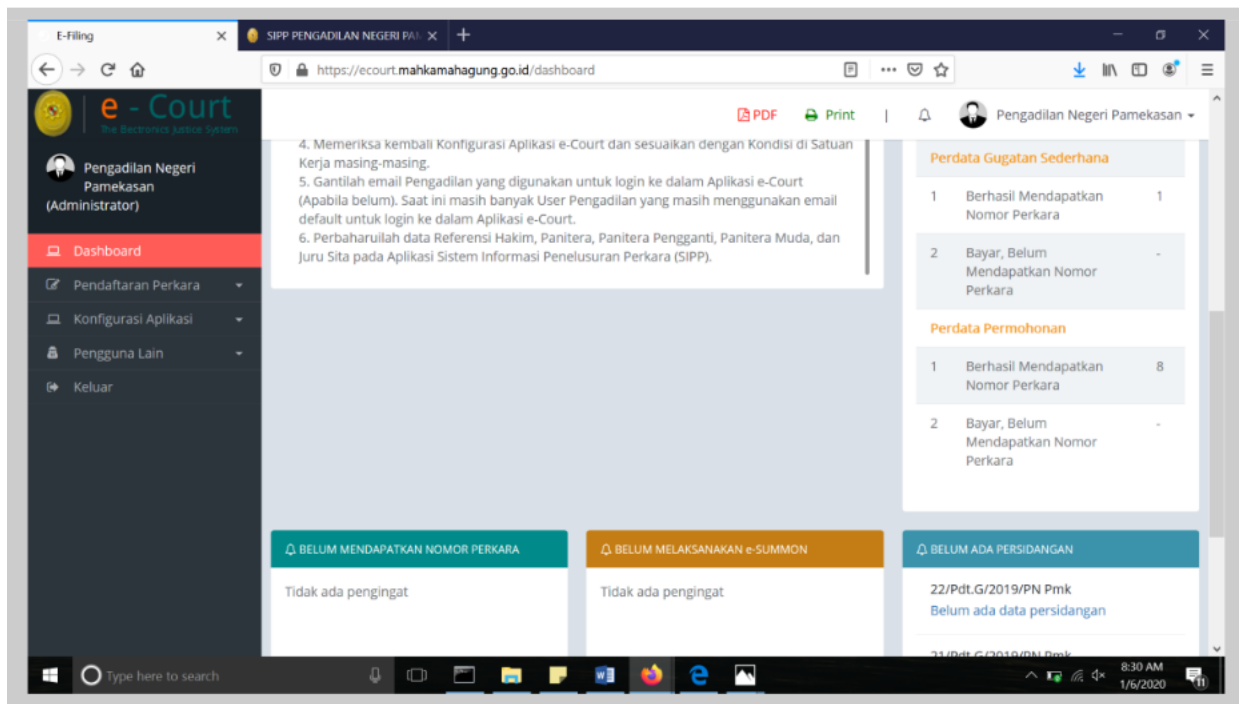 E-Filing
SIPP PENGADILAN NEGERI PAM
https://ecourt.mahkamahagung.go.id/dashboard
e - Court
The Electronics Justice System
PDF
Print
Pengadilan Negeri Pamekasan
Pengadilan Negeri
Pamekasan
(Administrator)
Dashboard
Pendaftaran Perkara
Konfigurasi Aplikasi
Pengguna Lain
Keluar
4. Memeriksa kembali Konfigurasi Aplikasi e-Court dan sesuaikan dengan Kondisi di Satuan
Kerja masing-masing.
5. Gantilah email Pengadilan yang digunakan untuk login ke dalam Aplikasi e-Court
(Apabila belum). Saat ini masih banyak User Pengadilan yang masih menggunakan email
default untuk login ke dalam Aplikasi e-Court.
6. Perbaharuilah data Referensi Hakim, Panitera, Panitera Pengganti, Panitera Muda, dan
Juru Sita pada Aplikasi Sistem Informasi Penelusuran Perkara (SIPP).
Perdata Gugatan Sederhana
1 Berhasil Mendapatkan 1
Nomor Perkara
2 Bayar, Belum -
Mendapatkan Nomor
Perkara
Perdata Permohonan
1 Berhasil Mendapatkan 8
Nomor Perkara
2 Bayar, Belum -
Mendapatkan Nomor
Perkara
BELUM MENDAPATKAN NOMOR PERKARA
Tidak ada pengingat
BELUM MELAKSANAKAN e-SUMMON
Tidak ada pengingat
BELUM ADA PERSIDANGAN
22/Pdt.G/2019/PN Pmk
Belum ada data persidangan
21/Pdt.G/2019/PN Pmk
Type here to search
8:30 AM
1/6/2020
11